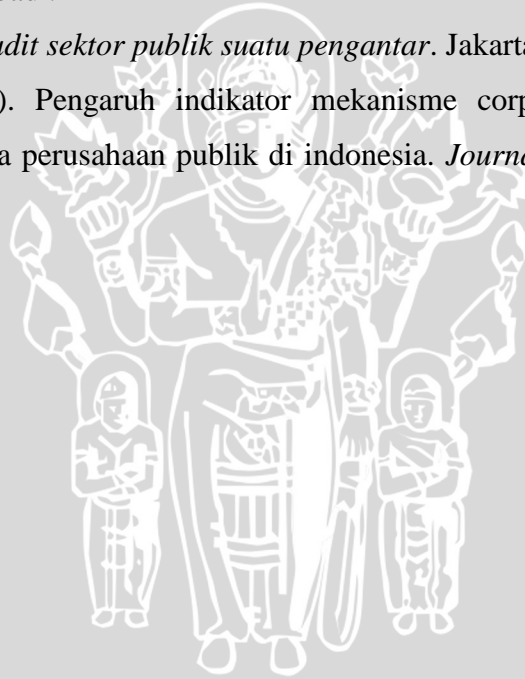 udit sektor publik suatu pengantar. Jakarta
). Pengaruh indikator mekanisme corp
a perusahaan publik di indonesia. Journa